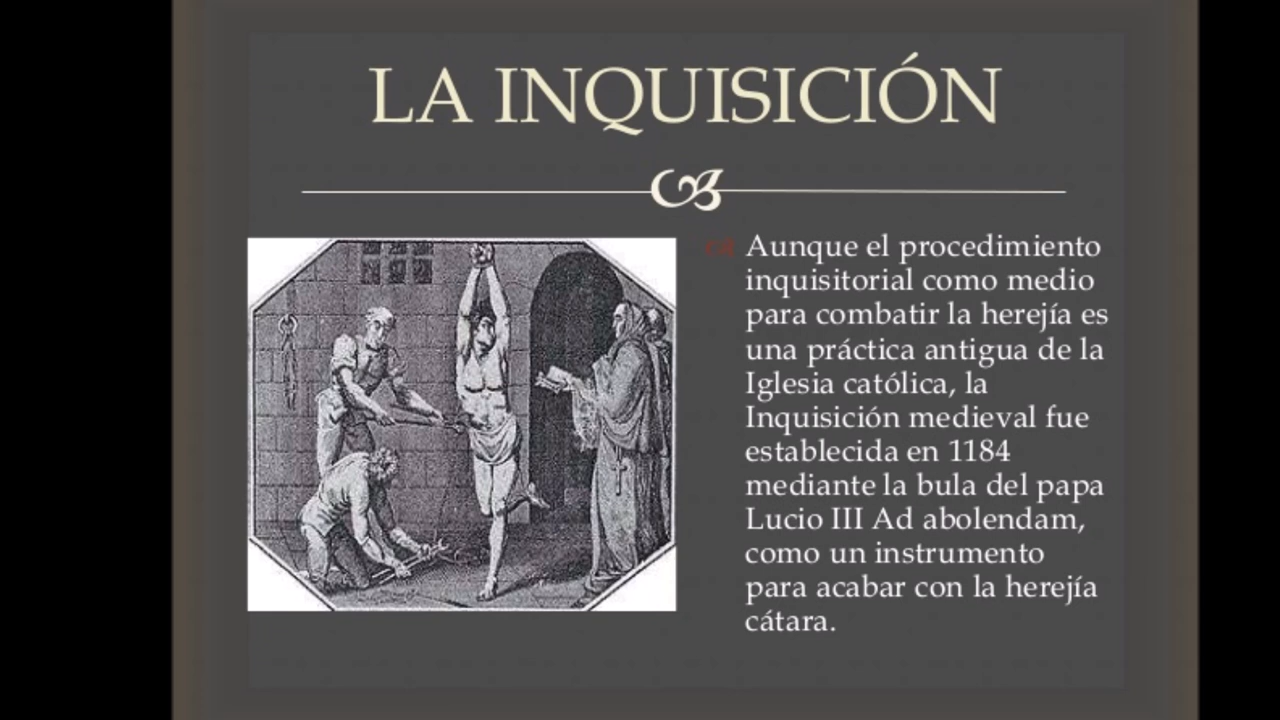 LA INQUISICIÓN
Aunque el procedimiento
inquisitorial como medio
para combatir la herejía es
una práctica antigua de la
Iglesia católica, la
Inquisición medieval fue
establecida en 1184
mediante la bula del papa
Lucio III Ad abolendam,
como un instrumento
para acabar con la herejía
cátara.